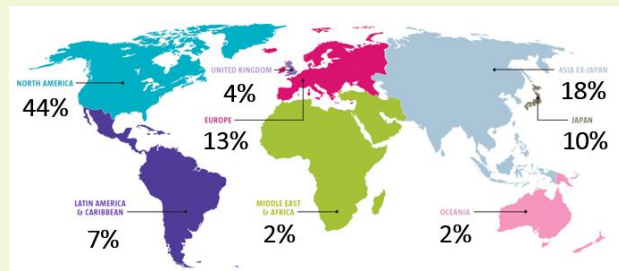 NORTH AMERICA
44%
UNITED KINGDOM
4%
EUROPE
13%
ASIA EX-JAPAN
18%
JAPAN
10%
LATIN AMERICA
& CARIBBEAN
7%
MIDDLE EAST
& AFRICA
2%
OCEANIA
2%